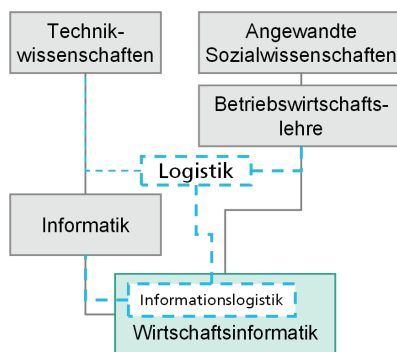 Technik-
wissenschaften
Angewandte
Sozialwissenschaften
Betriebswirtschafts-
lehre
Logistik
Informatik
Informationslogistik
Wirtschaftsinformatik